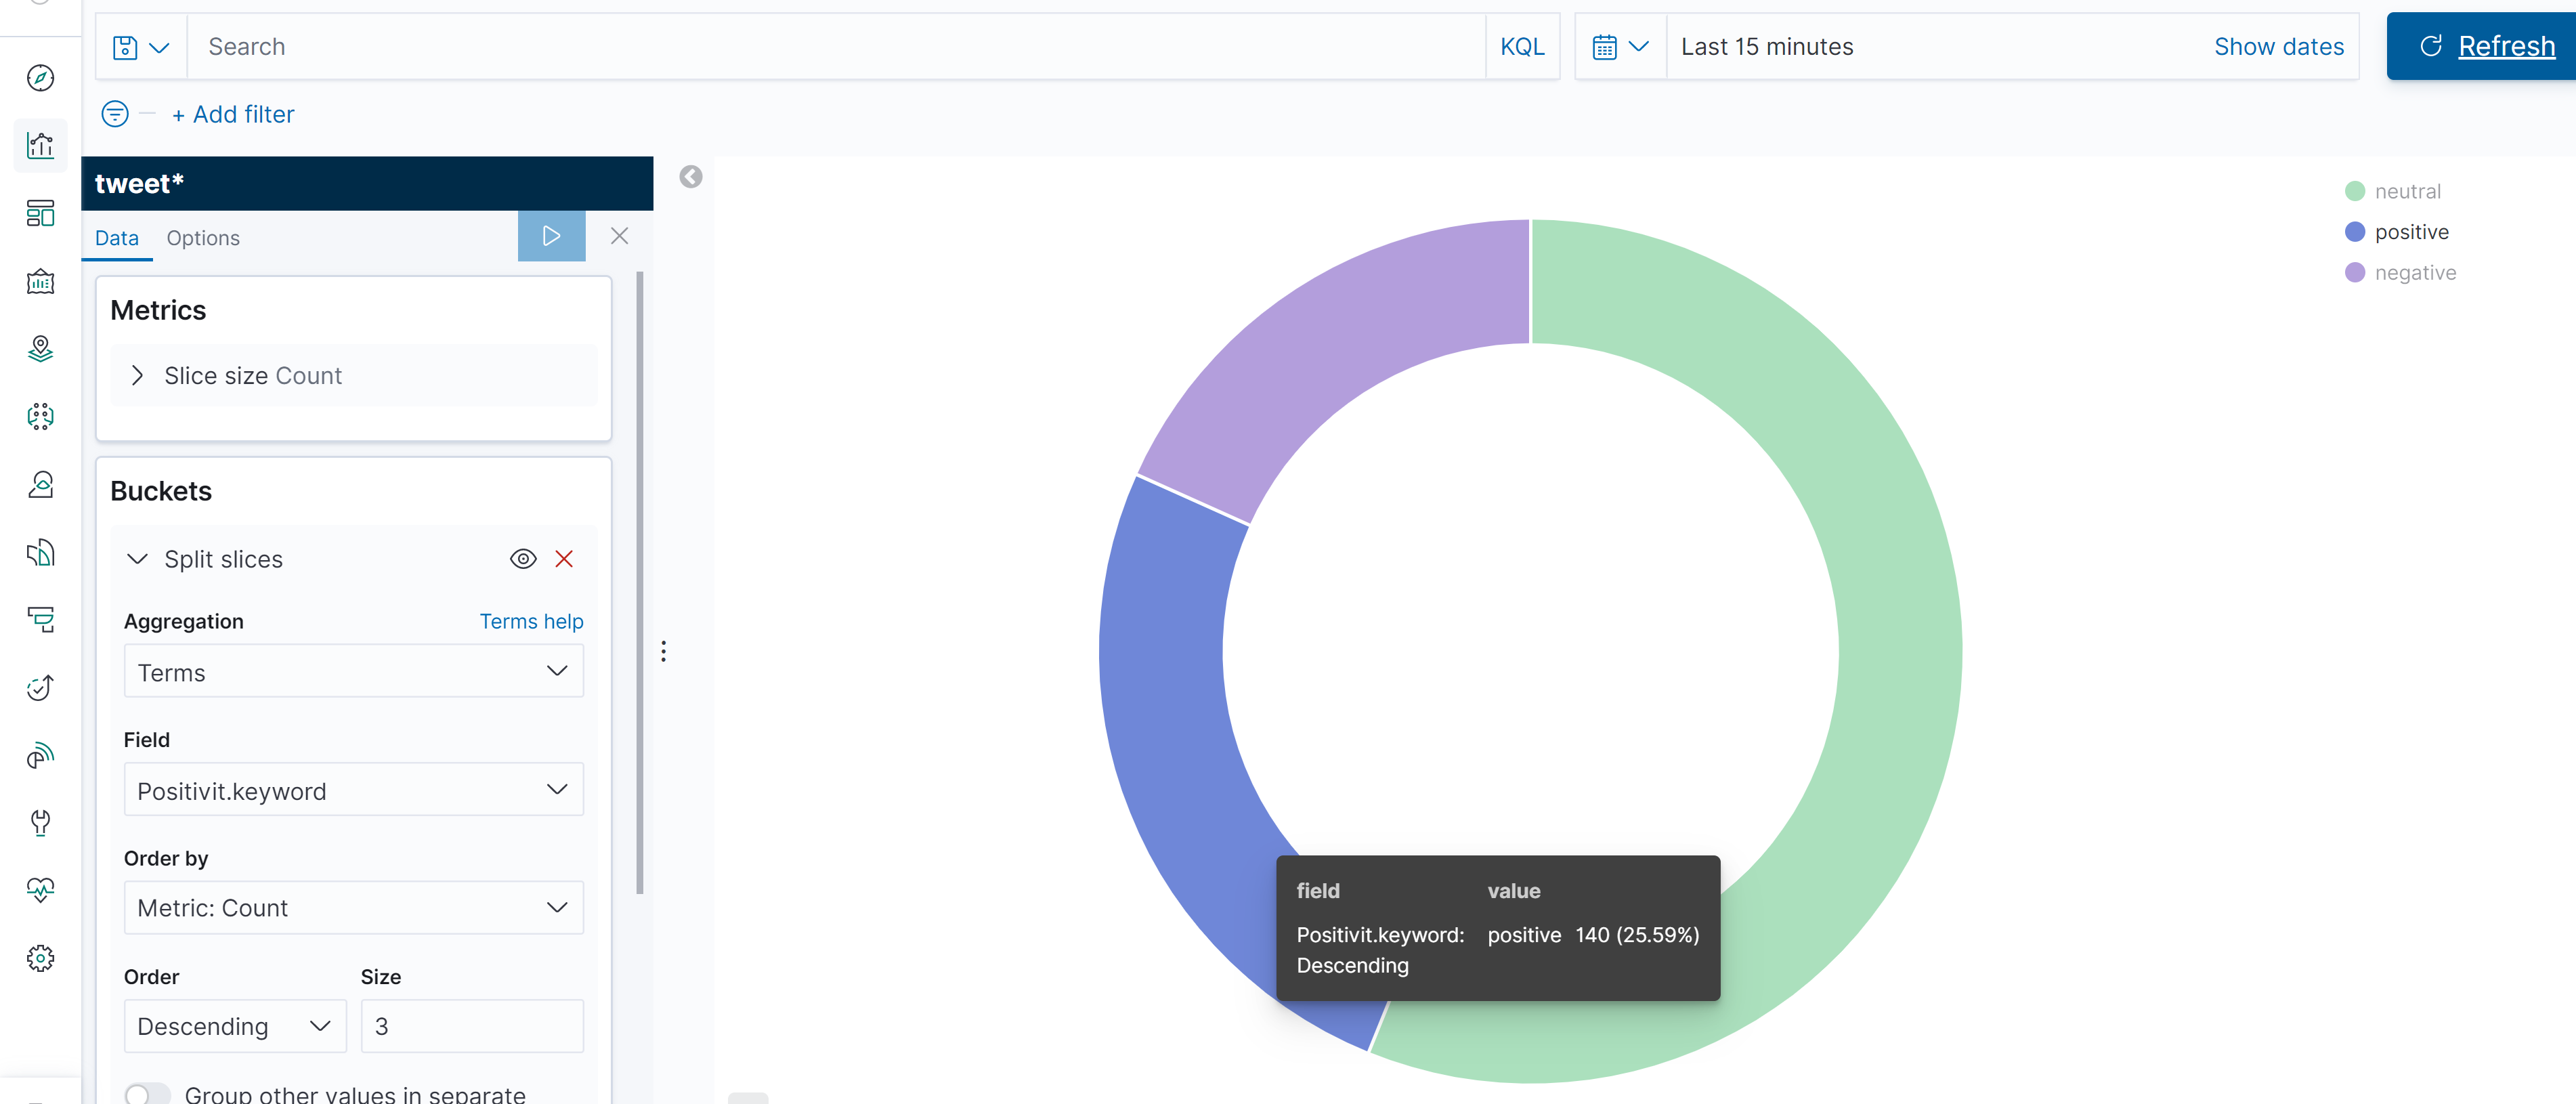 Search
KQL
Last 15 minutes
Show dates
Refresh
+ Add filter
tweet*
Data
Options
Metrics
Slice size Count
Buckets
Split slices
Aggregation
Terms help
Terms
Field
Positivit.keyword
Order by
Metric: Count
Order
Size
Descending
3
Group other values in separate
neutral
positive
negative
field value
Positivit.keyword: positive 140 (25.59%)
Descending